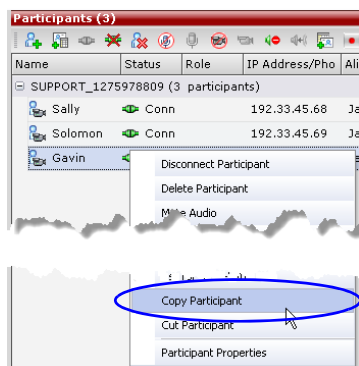 Participants (3)
Name Status Role IP Address/Pho Ali
SUPPORT_1275978809 (3 participants)
Sally Conn 192.33.45.68 Ja
Solomon Conn 192.33.45.69 Ja
Gavin
Disconnect Participant
Delete Participant
Mute Audio
Copy Participant
Cut Participant
Participant Properties